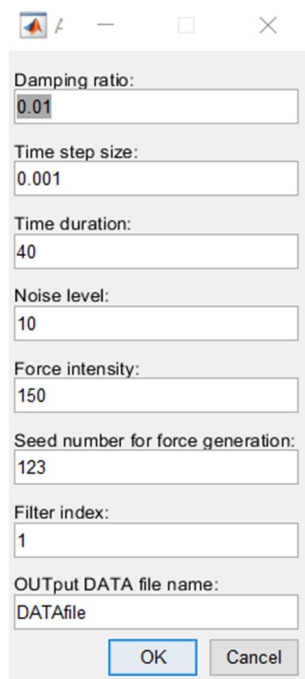 Damping ratio:
0.01
Time step size:
0.001
Time duration:
40
Noise level:
10
Force intensity:
150
Seed number for force generation:
123
Filter index:
1
OUTput DATA file name:
DATAfile
OK Cancel